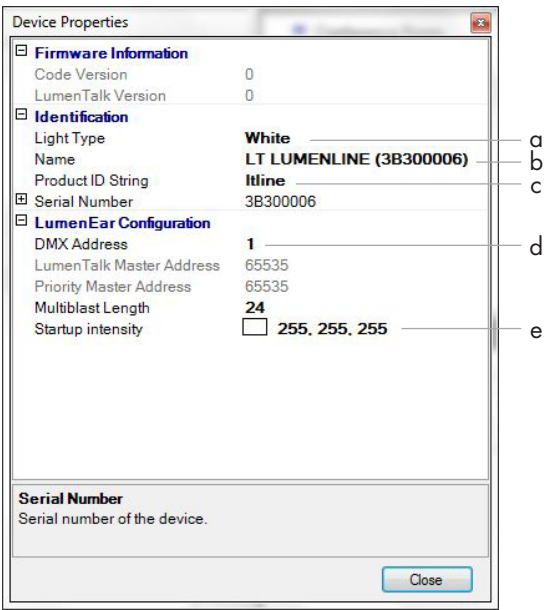 Device Properties
Firmware Information
Code Version 0
LumenTalk Version 0
Identification
Light Type White a
Name LT LUMENLINE (3B300006) b
Product ID String ltline c
Serial Number 3B300006
LumenEar Configuration
DMX Address 1 d
LumenTalk Master Address 65535
Priority Master Address 65535
Multiblast Length 24
Startup intensity 255, 255, 255 e
Serial Number
Serial number of the device.
Close